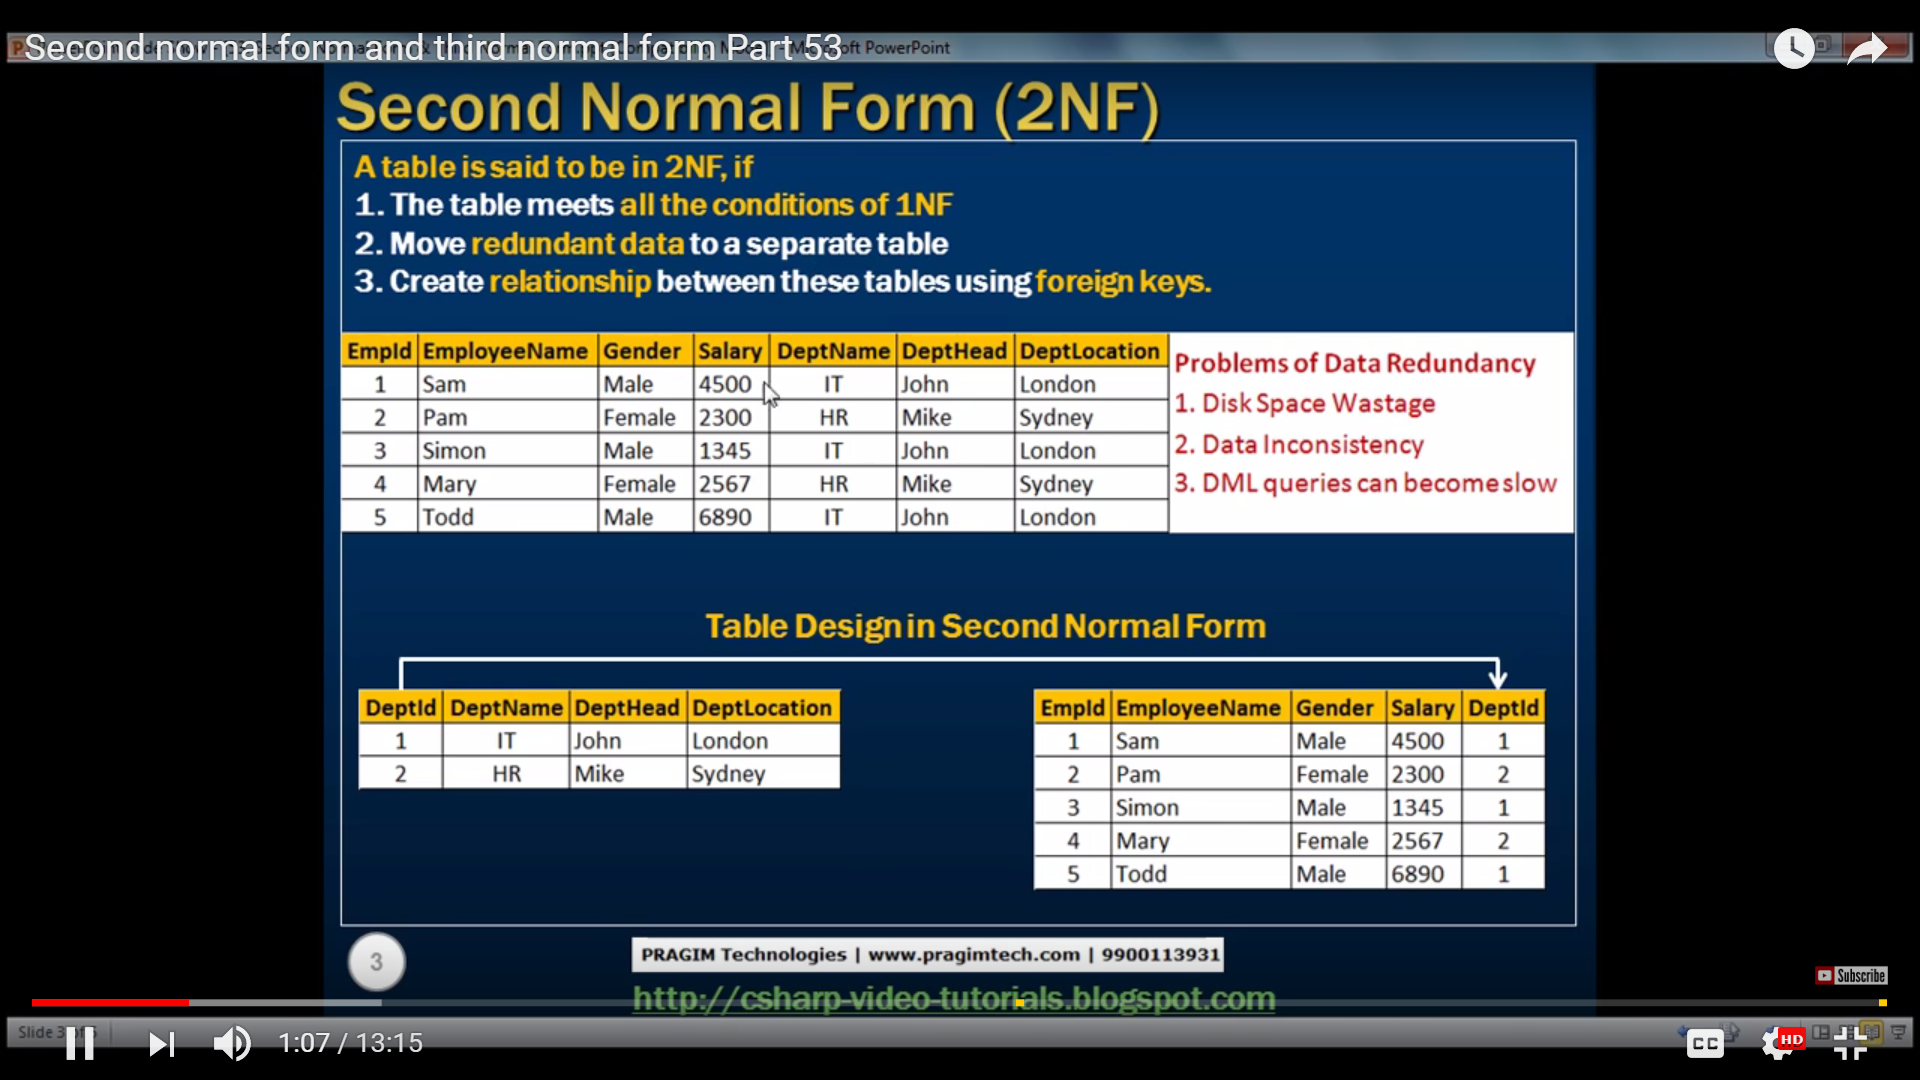 Second normal form and third normal form Part 53
Microsoft PowerPoint
Second Normal Form (2NF)
A table is said to be in 2NF, if
1. The table meets all the conditions of 1NF
2. Move redundant data to a separate table
3. Create relationship between these tables using foreign keys.
EmpId EmployeeName Gender Salary DeptName DeptHead DeptLocation
1 Sam Male 4500 IT John London
2 Pam Female 2300 HR Mike Sydney
3 Simon Male 1345 IT John London
4 Mary Female 2567 HR Mike Sydney
5 Todd Male 6890 IT John London
Problems of Data Redundancy
1. Disk Space Wastage
2. Data Inconsistency
3. DML queries can become slow
Table Design in Second Normal Form
DeptId DeptName DeptHead DeptLocation
1 IT John London
2 HR Mike Sydney
EmpId EmployeeName Gender Salary DeptId
1 Sam Male 4500 1
2 Pam Female 2300 2
3 Simon Male 1345 1
4 Mary Female 2567 2
5 Todd Male 6890 1
3
PRAGIM Technologies | www.pragimtech.com | 9900113931
http://csharp-video-tutorials.blogspot.com
Subscribe
Slide 3
1:07 / 13:15
CC
HD